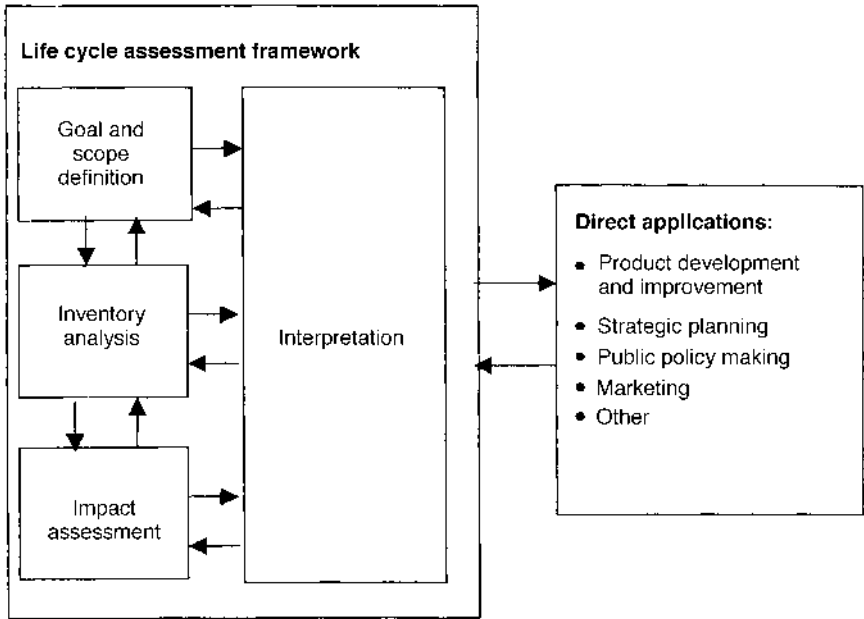 Life cycle assessment framework
Goal and
scope
definition
Inventory
analysis
Impact
assessment
Interpretation
Direct applications:
• Product development
and improvement
• Strategic planning
• Public policy making
• Marketing
• Other